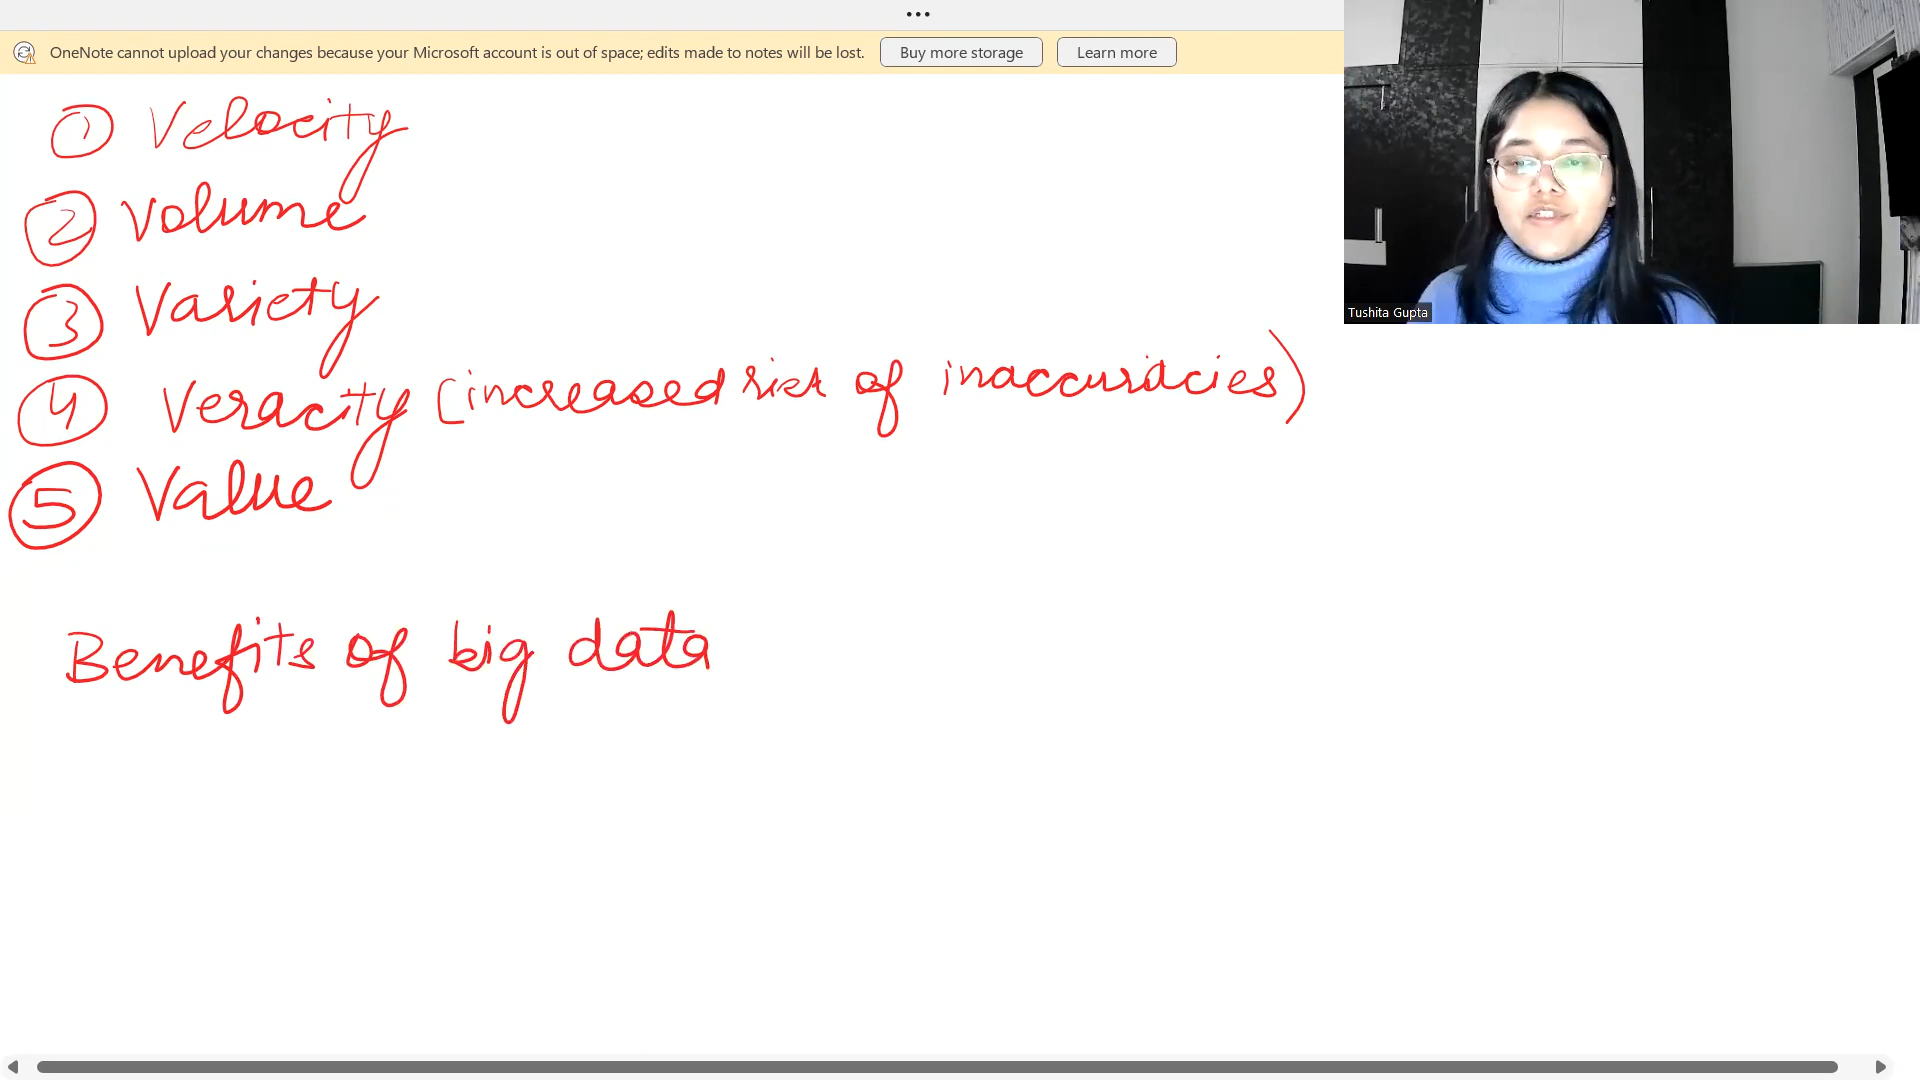 OneNote cannot upload your changes because your Microsoft account is out of space; edits made to notes will be lost. Buy more storage Learn more
① Velocity
② Volume
③ Variety
Tushita Gupta
④ Veracity (increased risk of inaccuracies)
⑤ Value
Benefits of big data